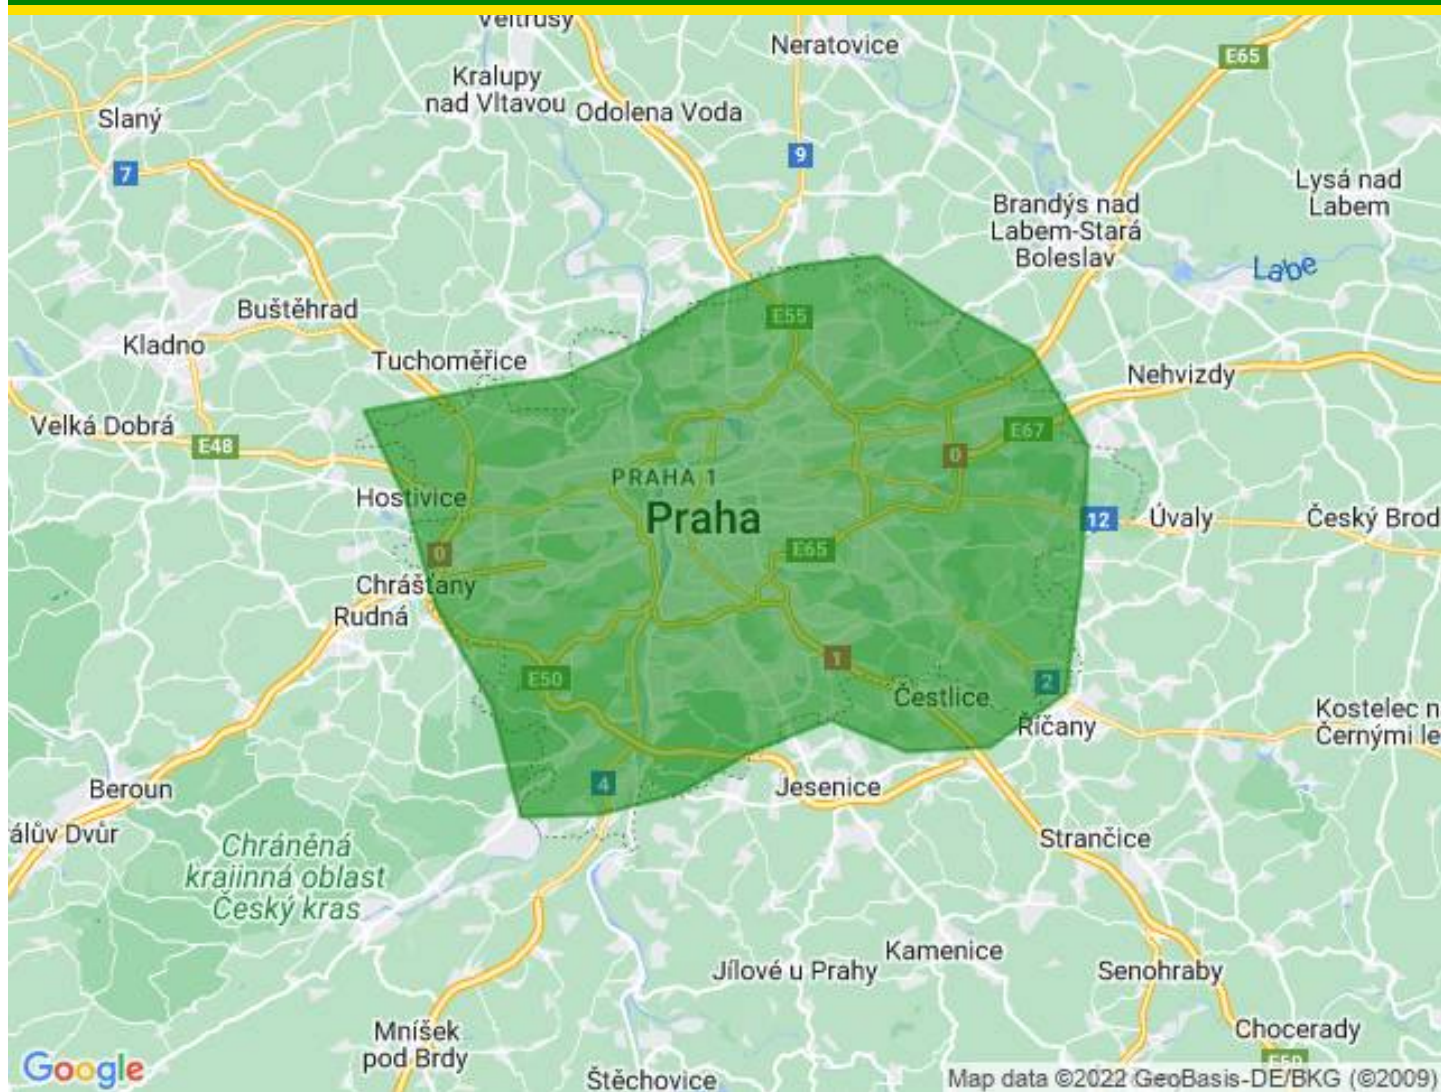 Veltrusy
Neratovice
E65
Kralupy
nad Vltavou
Odolena Voda
Slaný
9
7
Lysá nad
Labem
Brandýs nad
Labem-Stará
Boleslav
Labe
Buštěhrad
E55
Kladno
Tuchoměřice
Nehvizdy
Velká Dobrá
E48
E67
0
PRAHA 1
Hostivice
Praha
12
Úvaly
Český Brod
0
E65
Chrášťany
Rudná
1
E50
2
Čestlice
Říčany
Kostelec n
Černými le
4
Jesenice
Beroun
álův Dvůr
Strančice
Chráněná
krajinná oblast
Český kras
Kamenice
Jílové u Prahy
Senohraby
Mníšek
pod Brdy
Chocerady
E50
Google
Štěchovice
Map data ©2022 GeoBasis-DE/BKG (©2009)